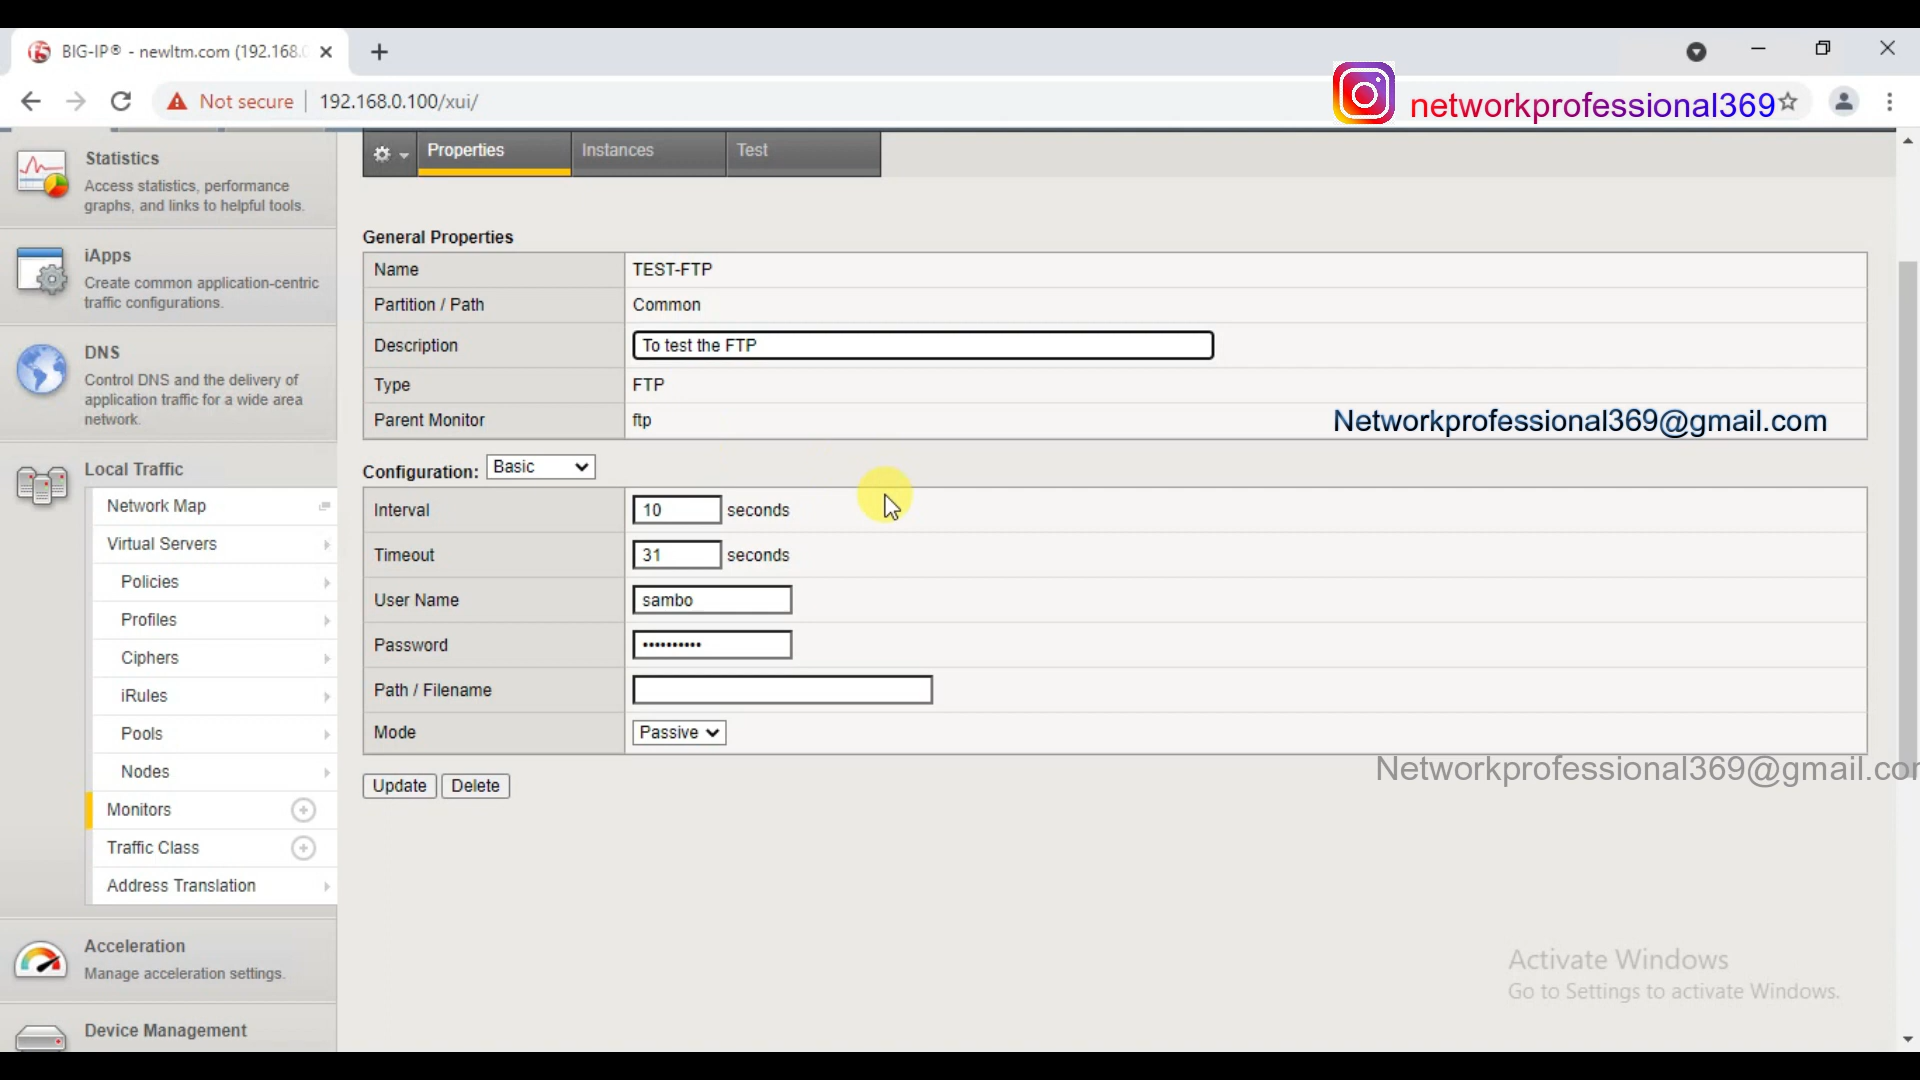 BIG-IP® - newltm.com (192.168.0
Not secure
192.168.0.100/xui/
networkprofessional369
Statistics
Access statistics, performance
graphs, and links to helpful tools.
iApps
Create common application-centric
traffic configurations.
DNS
Control DNS and the delivery of
application traffic for a wide area
network.
Local Traffic
Network Map
Virtual Servers
Policies
Profiles
Ciphers
iRules
Pools
Nodes
Monitors
Traffic Class
Address Translation
Acceleration
Manage acceleration settings.
Device Management
Properties
Instances
Test
General Properties
Name
TEST-FTP
Partition / Path
Common
Description
To test the FTP
Type
FTP
Parent Monitor
ftp
Networkprofessional369@gmail.com
Configuration: Basic
Interval
10 seconds
Timeout
31 seconds
User Name
sambo
Password
••••••••••
Path / Filename
Mode
Passive
Networkprofessional369@gmail.com
Update
Delete
Activate Windows
Go to Settings to activate Windows.